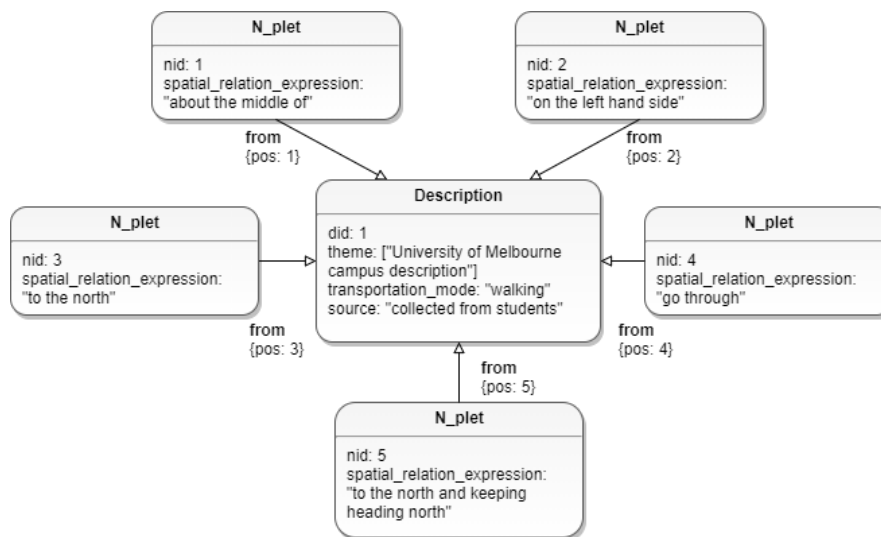 N_plet
nid: 1
spatial_relation_expression:
"about the middle of"
N_plet
nid: 2
spatial_relation_expression:
"on the left hand side"
from
{pos: 1}
from
{pos: 2}
Description
did: 1
theme: ["University of Melbourne
campus description"]
transportation_mode: "walking"
source: "collected from students"
N_plet
nid: 3
spatial_relation_expression:
"to the north"
N_plet
nid: 4
spatial_relation_expression:
"go through"
from
{pos: 3}
from
{pos: 4}
from
{pos: 5}
N_plet
nid: 5
spatial_relation_expression:
"to the north and keeping
heading north"